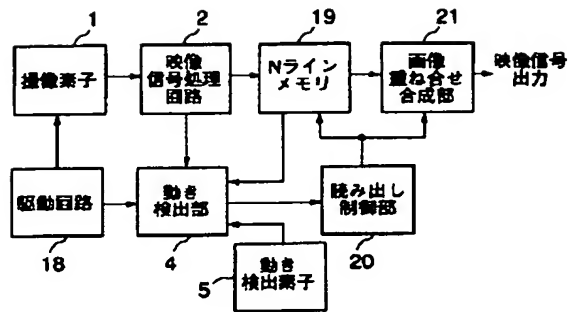 1
2
19
21
撮像素子
映像
信号処理
回路
Nライン
メモリ
画像
重ね合せ
合成部
映像信号
出力
駆動回路
動き
検出部
読み出し
制御部
18
4
20
5
動き
検出素子